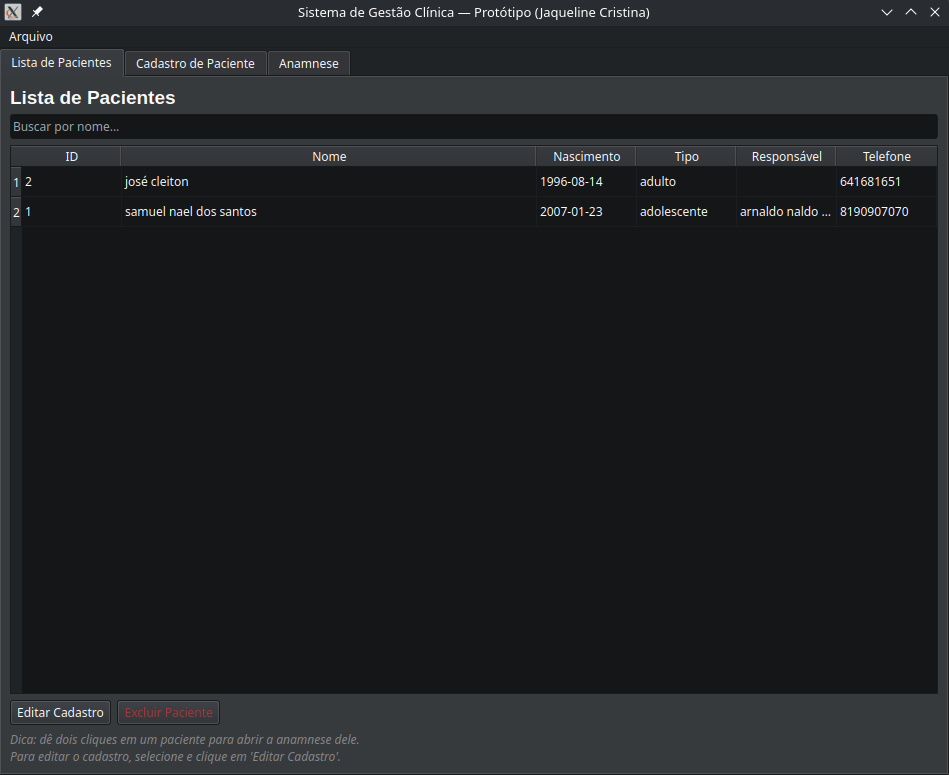 Sistema de Gestão Clínica — Protótipo (Jaqueline Cristina)
Arquivo
Lista de Pacientes Cadastro de Paciente Anamnese
Lista de Pacientes
Buscar por nome...
ID Nome Nascimento Tipo Responsável Telefone
1 2 josé cleiton 1996-08-14 adulto 641681651
2 1 samuel nael dos santos 2007-01-23 adolescente arnaldo naldo ... 8190907070
Editar Cadastro Excluir Paciente
Dica: dê dois cliques em um paciente para abrir a anamnese dele.
Para editar o cadastro, selecione e clique em 'Editar Cadastro'.